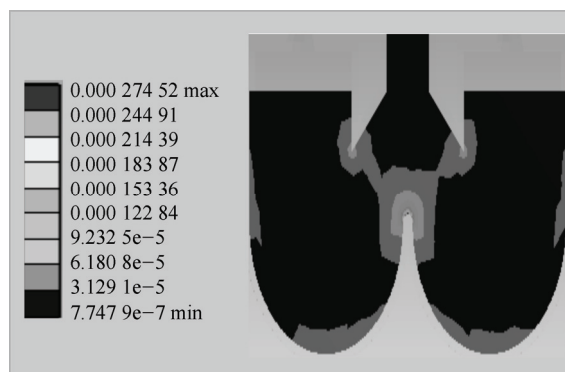 0.000 274 52 max
0.000 244 91
0.000 214 39
0.000 183 87
0.000 153 36
0.000 122 84
9.232 5e−5
6.180 8e−5
3.129 1e−5
7.747 9e−7 min